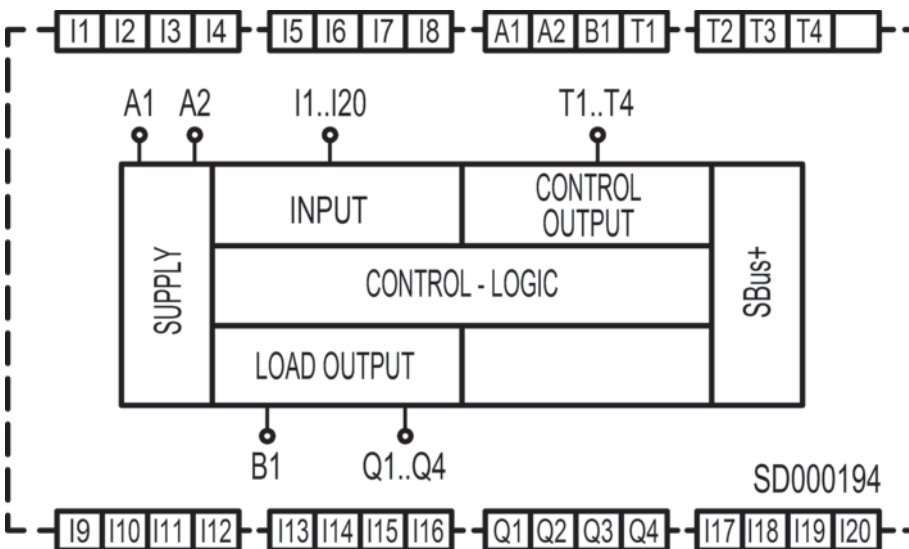 I1 I2 I3 I4 I5 I6 I7 I8 A1 A2 B1 T1 T2 T3 T4
A1 A2 I1..I20 T1..T4
INPUT
CONTROL
OUTPUT
SUPPLY
CONTROL - LOGIC
SBus+
LOAD OUTPUT
B1 Q1..Q4
SD000194
I9 I10 I11 I12 I13 I14 I15 I16 Q1 Q2 Q3 Q4 I17 I18 I19 I20